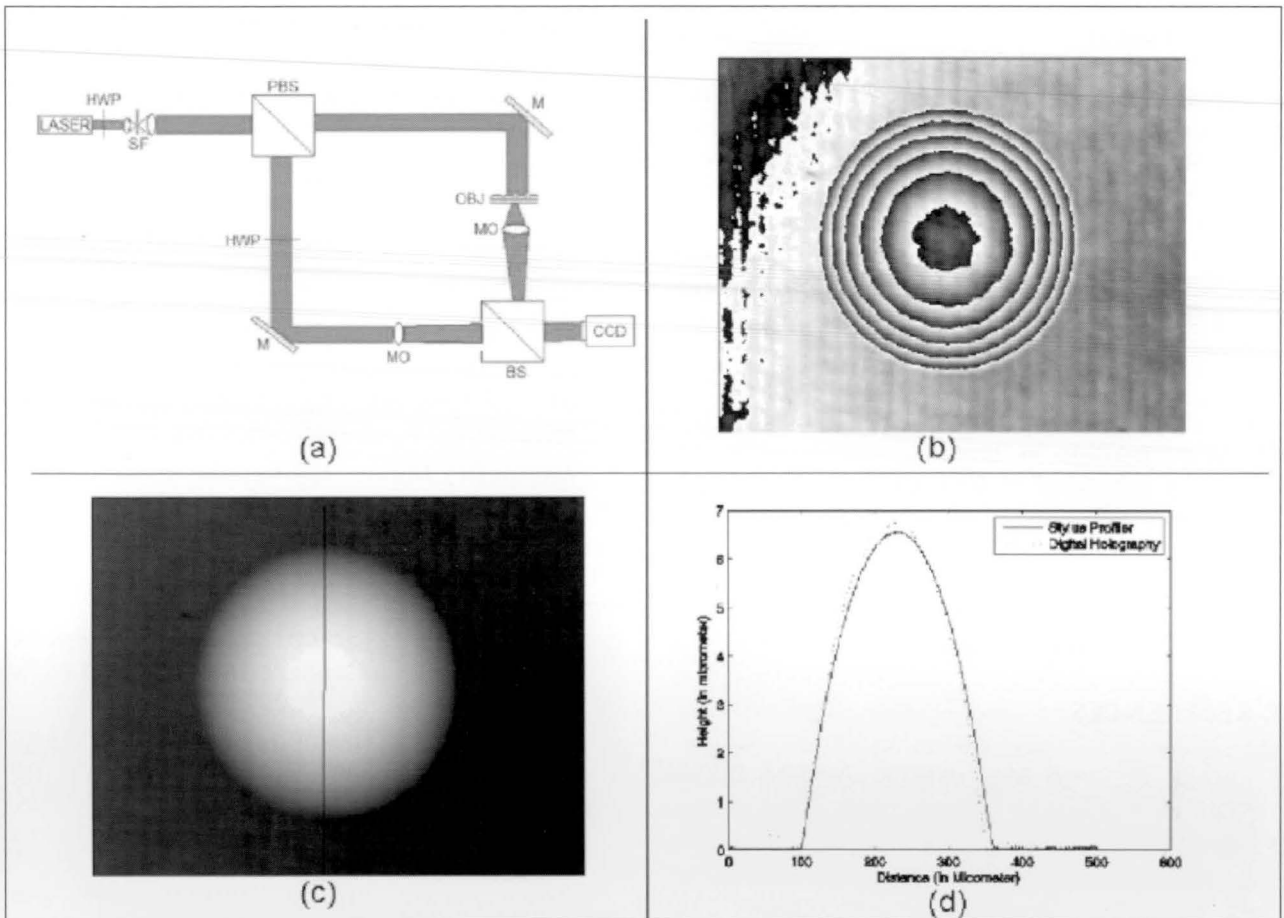 PBS
M
HWP
LASER
SF
OBJ
MO
HWP
M
MO
BS
CCD
(a)
(b)
(c)
7
6
5
4
3
2
1
0
Height (in micrometer)
Stylus Profiler
Digital Holography
0 100 200 300 400 500 600
Distance (in Micometer)
(d)